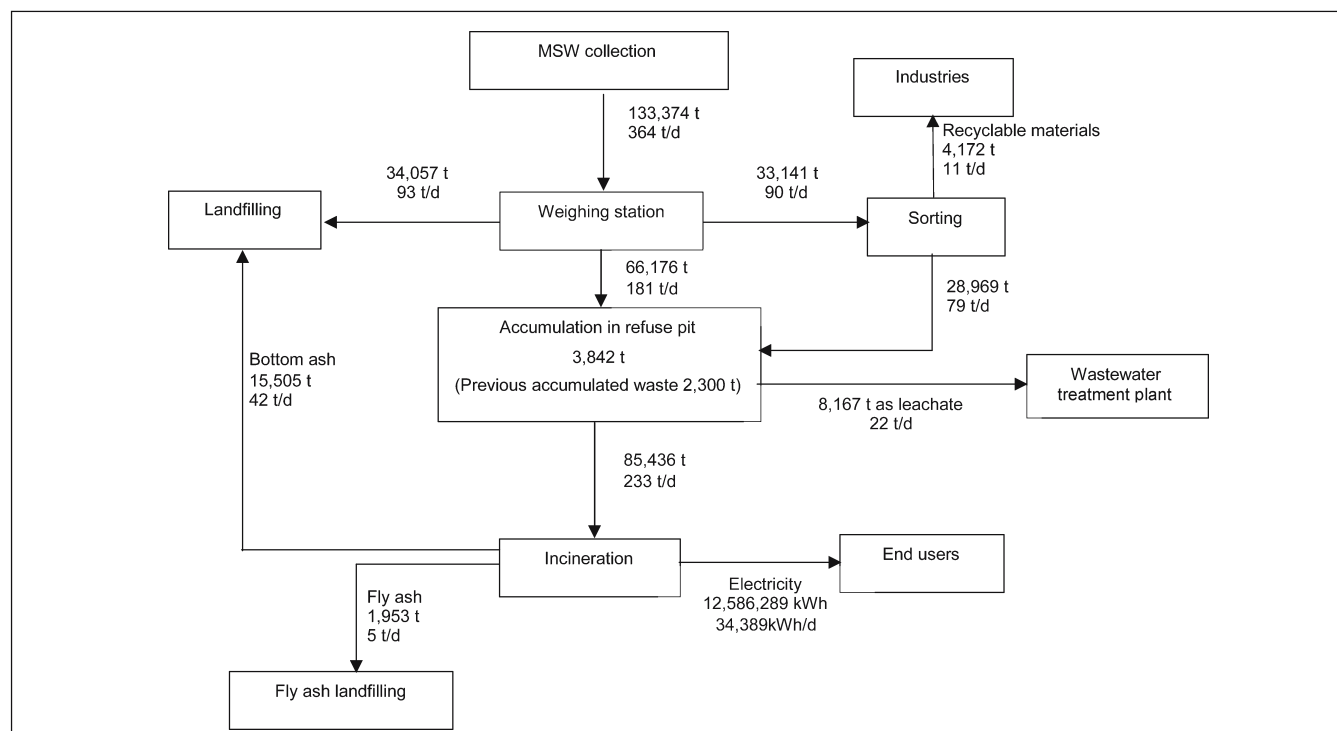 MSW collection
133,374 t
364 t/d
Industries
Recyclable materials
4,172 t
11 t/d
34,057 t
93 t/d
33,141 t
90 t/d
Landfilling
Weighing station
Sorting
66,176 t
181 t/d
28,969 t
79 t/d
Accumulation in refuse pit
3,842 t
(Previous accumulated waste 2,300 t)
Bottom ash
15,505 t
42 t/d
Wastewater
treatment plant
8,167 t as leachate
22 t/d
85,436 t
233 t/d
Incineration
End users
Electricity
12,586,289 kWh
34,389kWh/d
Fly ash
1,953 t
5 t/d
Fly ash landfilling